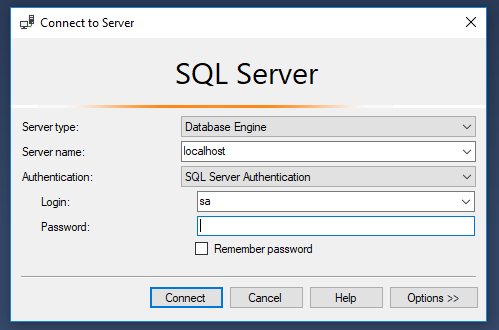 Connect to Server
SQL Server
Server type: Database Engine
Server name: localhost
Authentication: SQL Server Authentication
Login: sa
Password:
Remember password
Connect Cancel Help Options >>